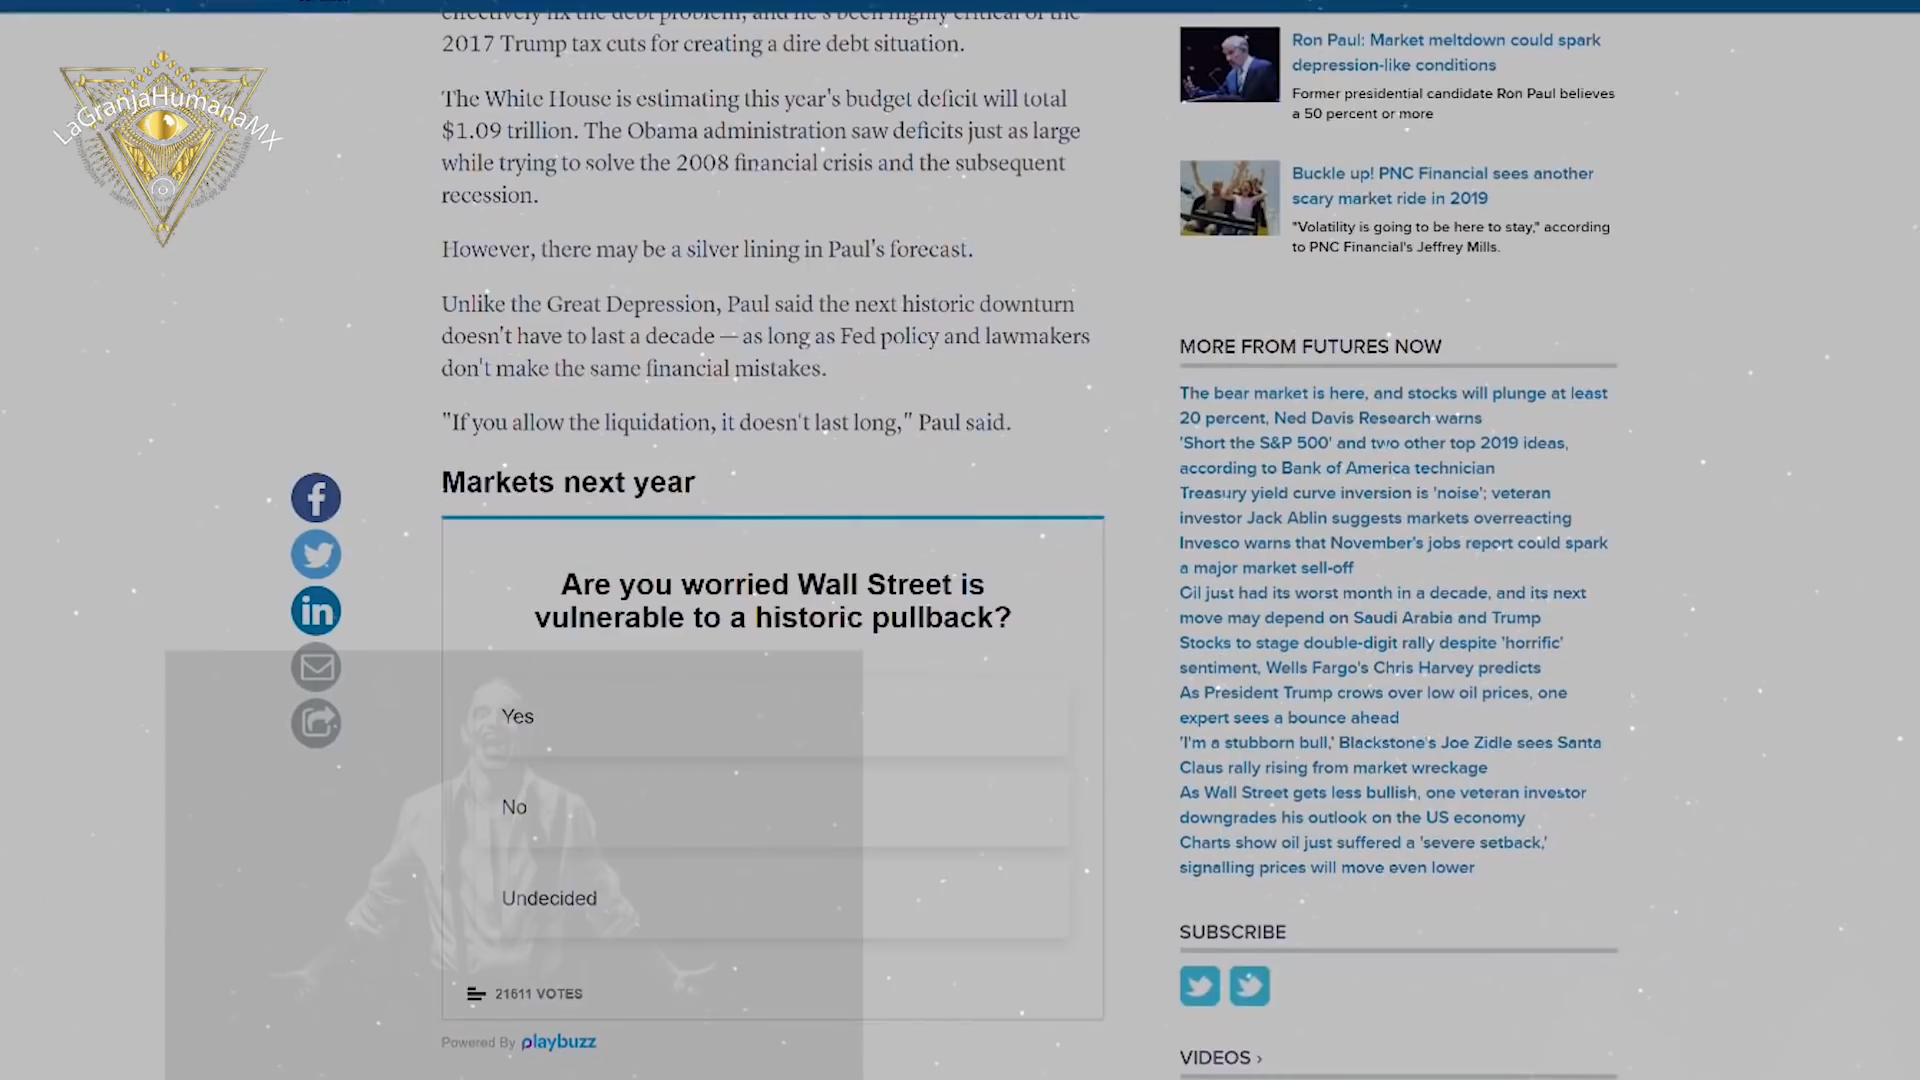 effectively fix the debt problem, and he's been highly critical of the
2017 Trump tax cuts for creating a dire debt situation.
The White House is estimating this year's budget deficit will total
$1.09 trillion. The Obama administration saw deficits just as large
while trying to solve the 2008 financial crisis and the subsequent
recession.
However, there may be a silver lining in Paul's forecast.
Unlike the Great Depression, Paul said the next historic downturn
doesn't have to last a decade — as long as Fed policy and lawmakers
don't make the same financial mistakes.
"If you allow the liquidation, it doesn't last long," Paul said.
Markets next year
Are you worried Wall Street is
vulnerable to a historic pullback?
Yes
No
Undecided
21611 VOTES
Powered By playbuzz
LaGranjaHumanaMX
Ron Paul: Market meltdown could spark
depression-like conditions
Former presidential candidate Ron Paul believes
a 50 percent or more
Buckle up! PNC Financial sees another
scary market ride in 2019
"Volatility is going to be here to stay," according
to PNC Financial's Jeffrey Mills.
MORE FROM FUTURES NOW
The bear market is here, and stocks will plunge at least
20 percent, Ned Davis Research warns
'Short the S&P 500' and two other top 2019 ideas,
according to Bank of America technician
Treasury yield curve inversion is 'noise'; veteran
investor Jack Ablin suggests markets overreacting
Invesco warns that November's jobs report could spark
a major market sell-off
Oil just had its worst month in a decade, and its next
move may depend on Saudi Arabia and Trump
Stocks to stage double-digit rally despite 'horrific'
sentiment, Wells Fargo's Chris Harvey predicts
As President Trump crows over low oil prices, one
expert sees a bounce ahead
'I'm a stubborn bull,' Blackstone's Joe Zidle sees Santa
Claus rally rising from market wreckage
As Wall Street gets less bullish, one veteran investor
downgrades his outlook on the US economy
Charts show oil just suffered a 'severe setback,'
signalling prices will move even lower
SUBSCRIBE
VIDEOS ›